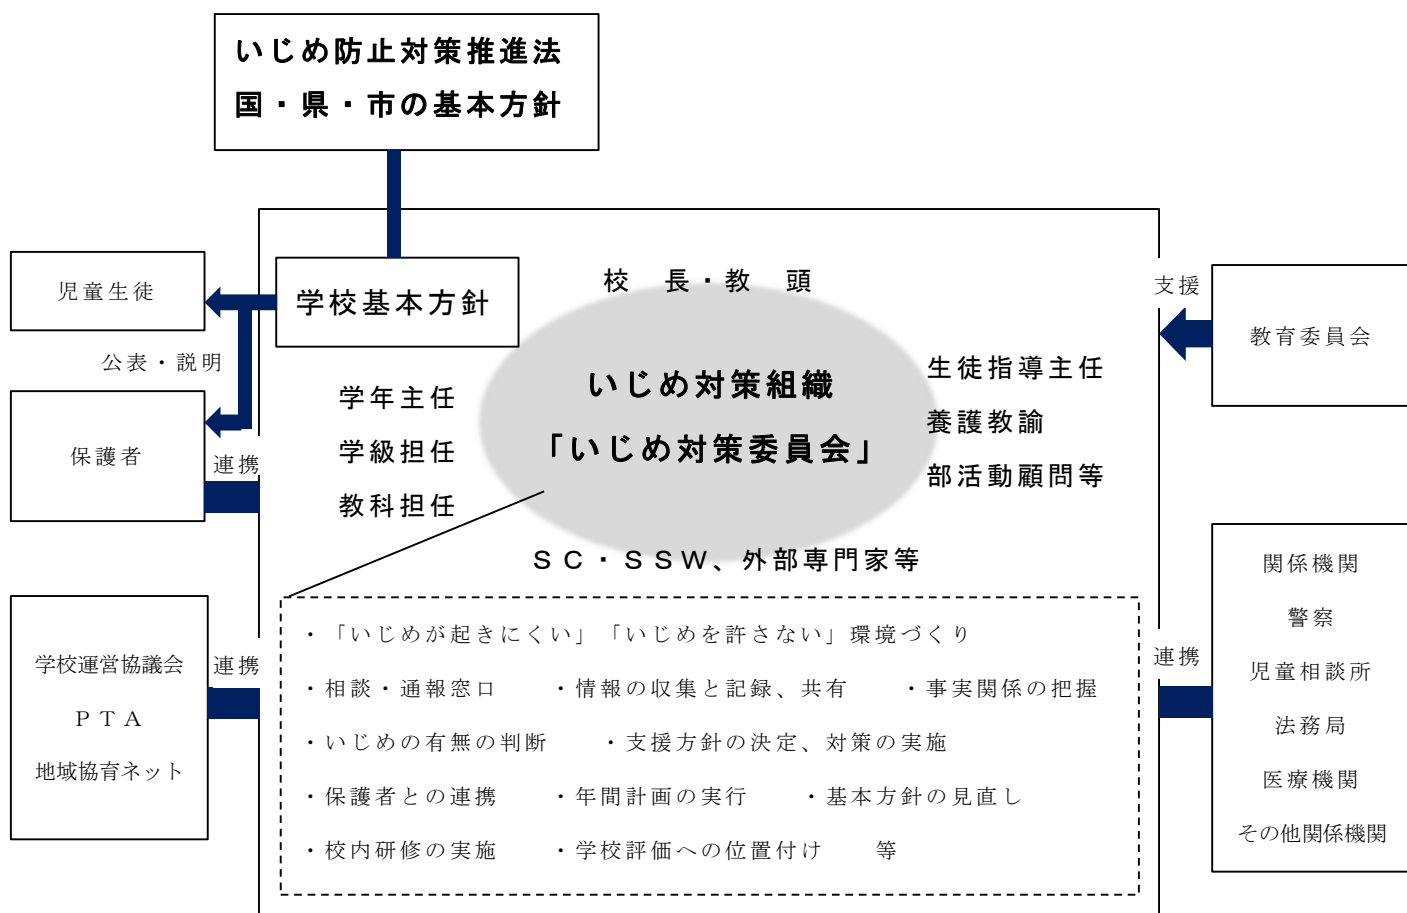 いじめ防止対策推進法
国・県・市の基本方針
児童生徒
学校基本方針
公表・説明
保護者
連携
校　長・教　頭
学年主任
学級担任
教科担任
いじめ対策組織
「いじめ対策委員会」
生徒指導主任
養護教諭
部活動顧問等
ＳＣ・ＳＳＷ、外部専門家等
支援
教育委員会
学校運営協議会
ＰＴＡ
地域協育ネット
連携
・「いじめが起きにくい」「いじめを許さない」環境づくり
・相談・通報窓口　・情報の収集と記録、共有　・事実関係の把握
・いじめの有無の判断　・支援方針の決定、対策の実施
・保護者との連携　・年間計画の実行　・基本方針の見直し
・校内研修の実施　・学校評価への位置付け　等
連携
関係機関
警察
児童相談所
法務局
医療機関
その他関係機関